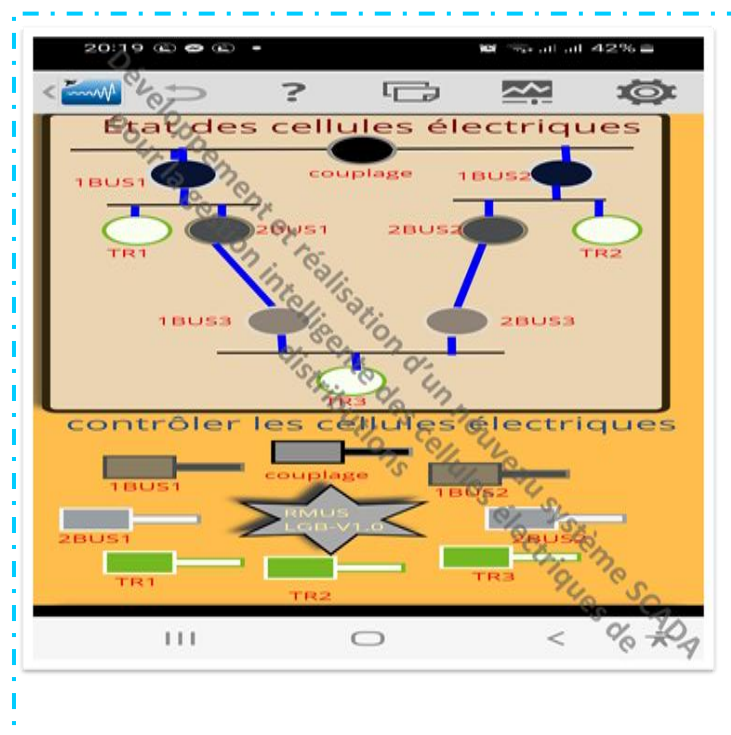 20:19
42%
?
Etat des cellules électriques
couplage
1BUS1
1BUS2
2BUS1
2BUS2
TR1
TR2
1BUS3
2BUS3
TR3
contrôler les cellules électriques
couplage
1BUS1
1BUS2
RMUS
LGB-V1.0
2BUS1
TR1
TR2
TR3
Développement et réalisation d'un nouveau système SCADA
pour la gestion intelligente des cellules électriques de
distributions